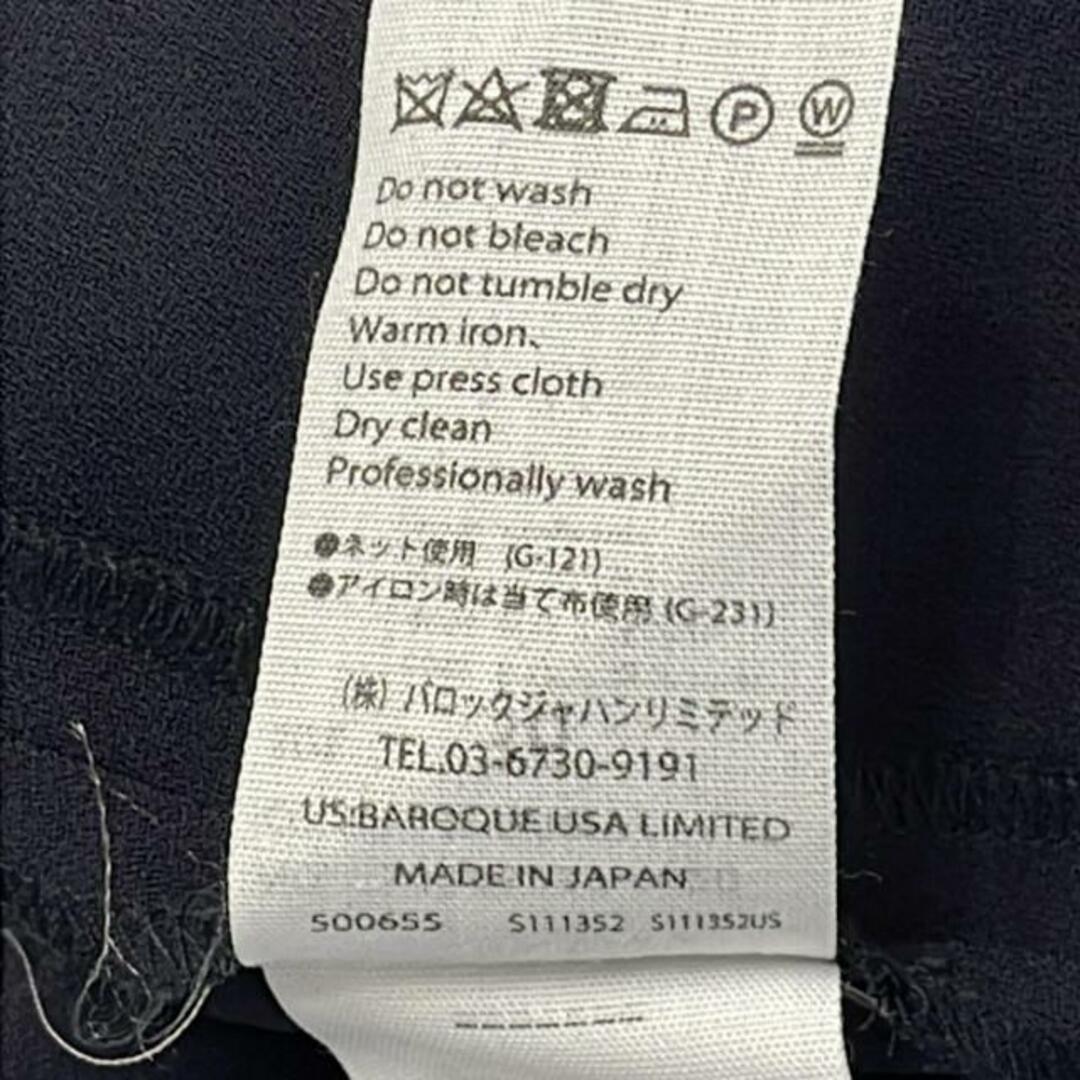 P W
Do not wash
Do not bleach
Do not tumble dry
Warm iron、
Use press cloth
Dry clean
Professionally wash
●ネット使用 (G-121)
●アイロン時は当て布使用 (G-231)
(株) バロックジャパンリミテッド
TEL.03-6730-9191
US:BAROQUE USA LIMITED
MADE IN JAPAN
500655 S111352 S111352US